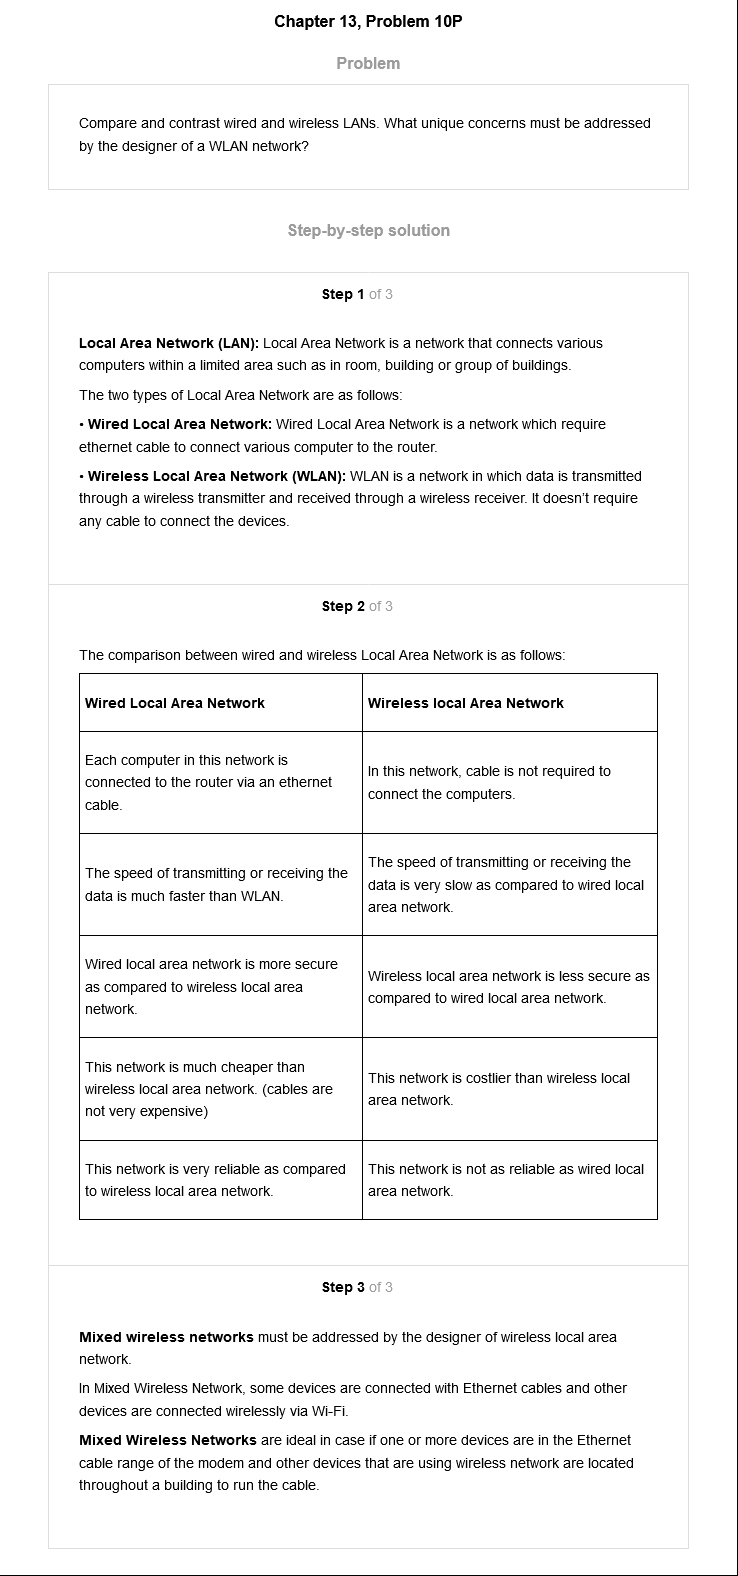 Chapter 13, Problem 10P
Problem
Compare and contrast wired and wireless LANs. What unique concerns must be addressed
by the designer of a WLAN network?
Step-by-step solution
Step 1 of 3
Local Area Network (LAN): Local Area Network is a network that connects various
computers within a limited area such as in room, building or group of buildings.
The two types of Local Area Network are as follows:
• Wired Local Area Network: Wired Local Area Network is a network which require
ethernet cable to connect various computer to the router.
• Wireless Local Area Network (WLAN): WLAN is a network in which data is transmitted
through a wireless transmitter and received through a wireless receiver. It doesn't require
any cable to connect the devices.
Step 2 of 3
The comparison between wired and wireless Local Area Network is as follows:
Wired Local Area Network
Wireless local Area Network
Each computer in this network is
connected to the router via an ethernet
cable.
In this network, cable is not required to
connect the computers.
The speed of transmitting or receiving the
data is much faster than WLAN.
The speed of transmitting or receiving the
data is very slow as compared to wired local
area network.
Wired local area network is more secure
as compared to wireless local area
network.
Wireless local area network is less secure as
compared to wired local area network.
This network is much cheaper than
wireless local area network. (cables are
not very expensive)
This network is costlier than wireless local
area network.
This network is very reliable as compared
to wireless local area network.
This network is not as reliable as wired local
area network.
Step 3 of 3
Mixed wireless networks must be addressed by the designer of wireless local area
network.
In Mixed Wireless Network, some devices are connected with Ethernet cables and other
devices are connected wirelessly via Wi-Fi.
Mixed Wireless Networks are ideal in case if one or more devices are in the Ethernet
cable range of the modem and other devices that are using wireless network are located
throughout a building to run the cable.